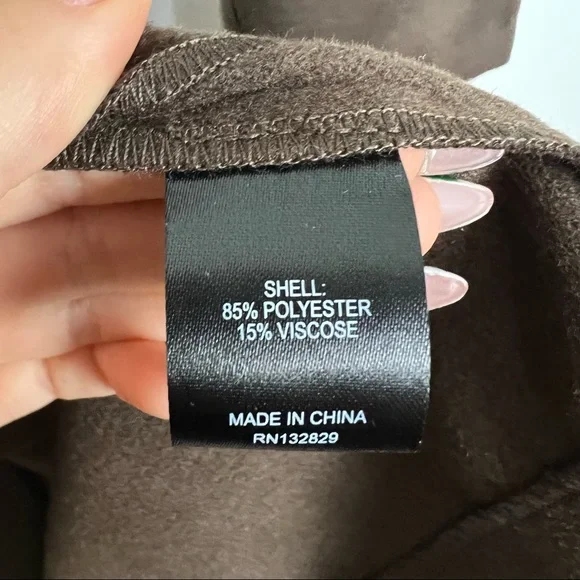 SHELL:
85% POLYESTER
15% VISCOSE
MADE IN CHINA
RN132829